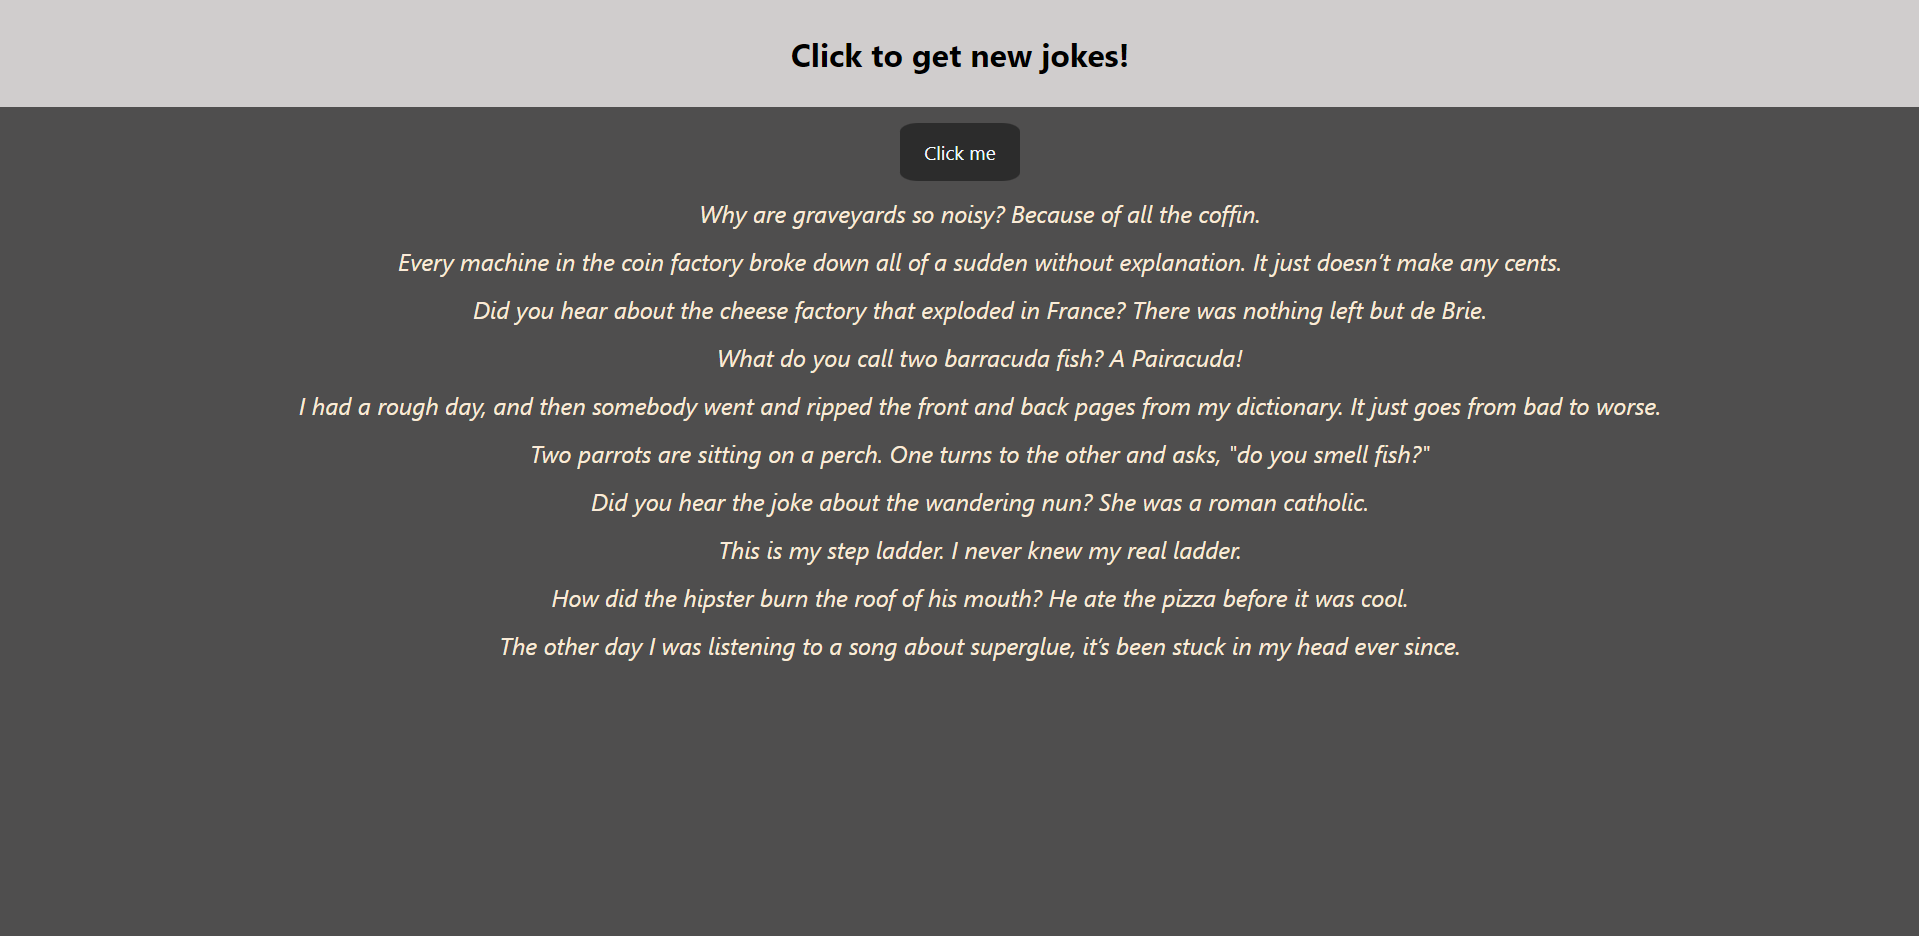 Click to get new jokes!
Click me
Why are graveyards so noisy? Because of all the coffin.
Every machine in the coin factory broke down all of a sudden without explanation. It just doesn’t make any cents.
Did you hear about the cheese factory that exploded in France? There was nothing left but de Brie.
What do you call two barracuda fish? A Pairacuda!
I had a rough day, and then somebody went and ripped the front and back pages from my dictionary. It just goes from bad to worse.
Two parrots are sitting on a perch. One turns to the other and asks, "do you smell fish?"
Did you hear the joke about the wandering nun? She was a roman catholic.
This is my step ladder. I never knew my real ladder.
How did the hipster burn the roof of his mouth? He ate the pizza before it was cool.
The other day I was listening to a song about superglue, it’s been stuck in my head ever since.